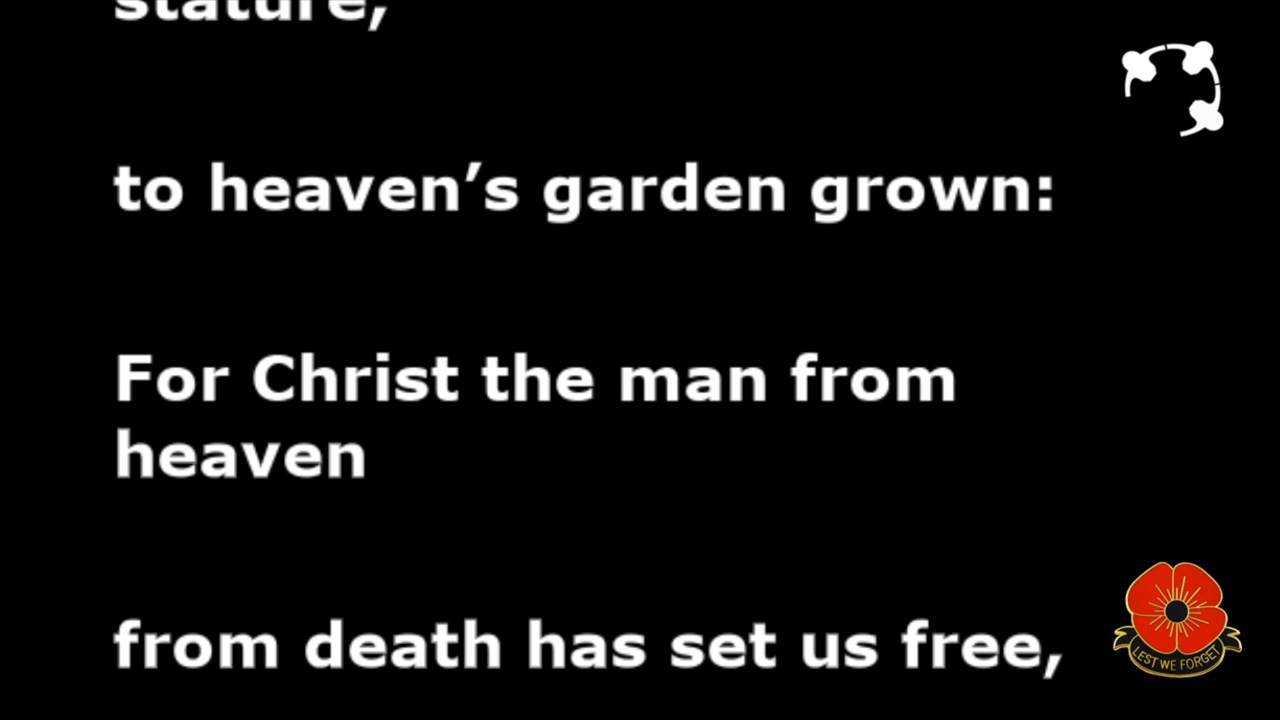 stature,
to heaven’s garden grown:
For Christ the man from
heaven
from death has set us free,
LEST WE FORGET